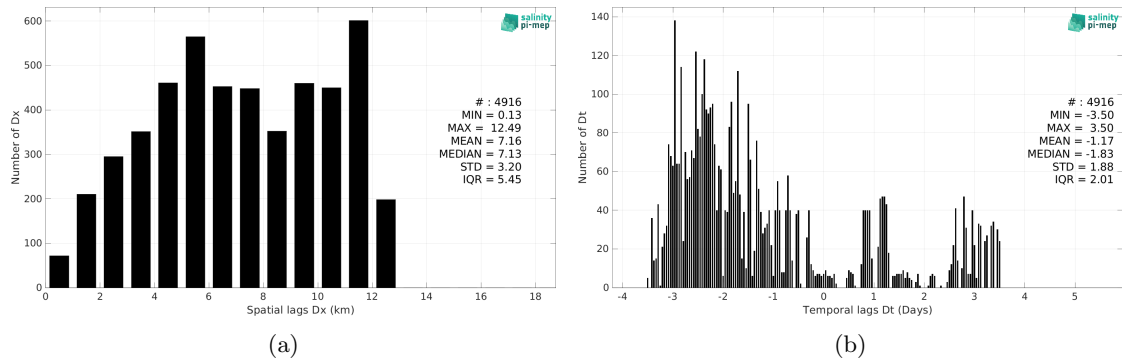 600
500
400
300
200
100
0
Number of Dx
0 2 4 6 8 10 12 14 16 18
Spatial lags Dx (km)
salinity
pi-mep
# : 4916
MIN = 0.13
MAX = 12.49
MEAN = 7.16
MEDIAN = 7.13
STD = 3.20
IQR = 5.45
(a)
140
120
100
80
60
40
20
0
Number of Dt
-4 -3 -2 -1 0 1 2 3 4 5
Temporal lags Dt (Days)
salinity
pi-mep
# : 4916
MIN = -3.50
MAX = 3.50
MEAN = -1.17
MEDIAN = -1.83
STD = 1.88
IQR = 2.01
(b)